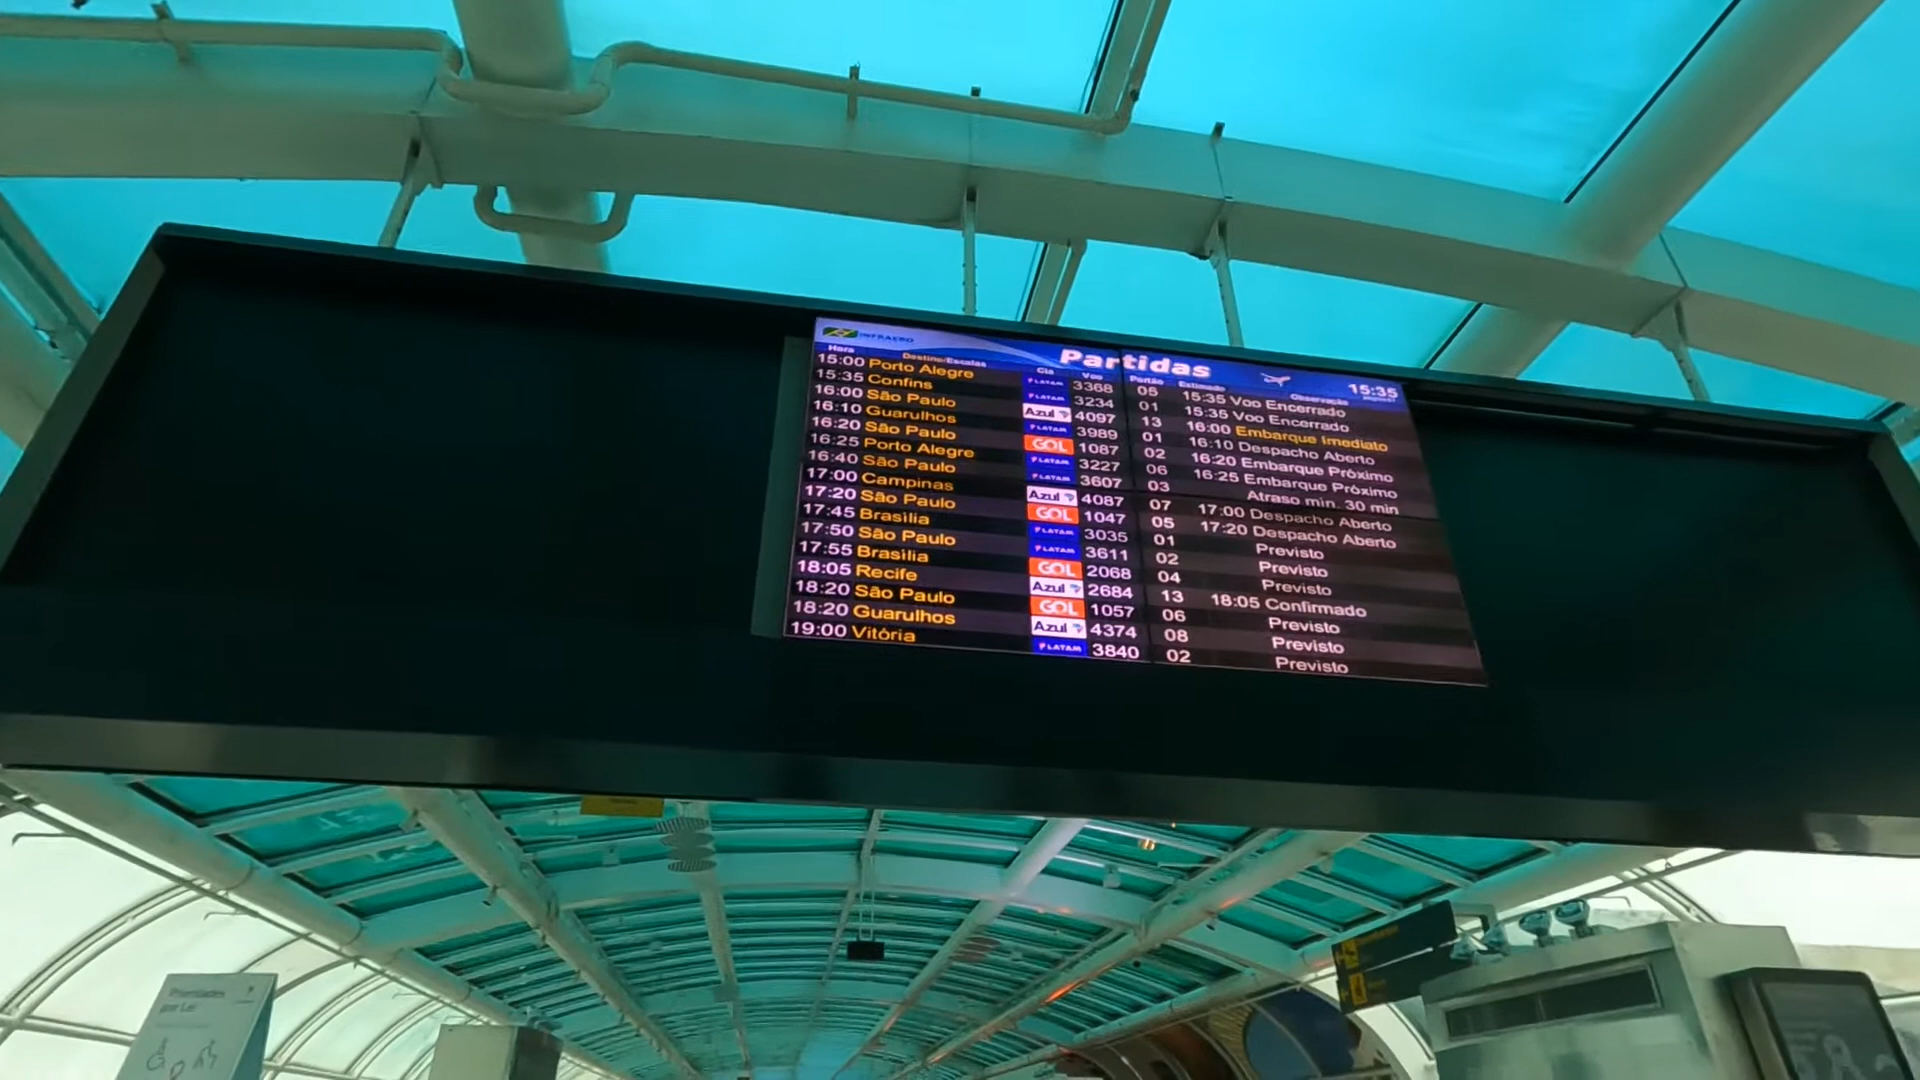 INFRAERO Partidas 15:35
Hora Destino/Escalas Cia Voo Portão Estimado Observação
15:00 Porto Alegre LATAM 3368 05 15:35 Voo Encerrado
15:35 Confins LATAM 3234 01 15:35 Voo Encerrado
16:00 São Paulo Azul 4097 13 16:00 Embarque Imediato
16:10 Guarulhos LATAM 3989 01 16:10 Despacho Aberto
16:20 São Paulo GOL 1087 02 16:20 Embarque Próximo
16:25 Porto Alegre LATAM 3227 06 16:25 Embarque Próximo
16:40 São Paulo LATAM 3607 03 Atraso min. 30 min
17:00 Campinas Azul 4087 07 17:00 Despacho Aberto
17:20 São Paulo GOL 1047 05 17:20 Despacho Aberto
17:45 Brasília LATAM 3035 01 Previsto
17:50 São Paulo LATAM 3611 02 Previsto
17:55 Brasília GOL 2068 04 Previsto
18:05 Recife Azul 2684 13 18:05 Confirmado
18:20 São Paulo GOL 1057 06 Previsto
18:20 Guarulhos Azul 4374 08 Previsto
19:00 Vitória LATAM 3840 02 Previsto
Prioridades
por Lei